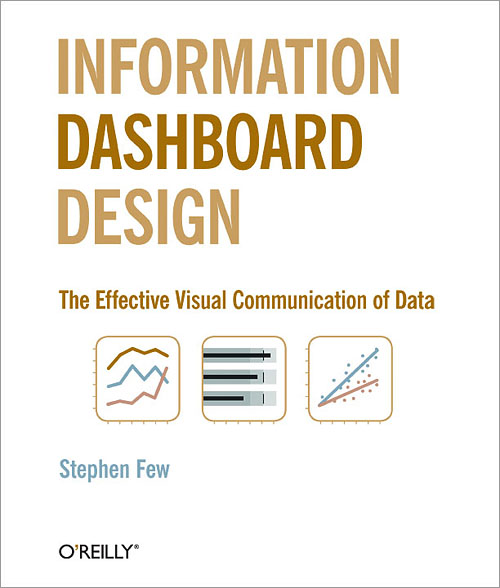 INFORMATION
DASHBOARD
DESIGN
The Effective Visual Communication of Data
Stephen Few
O'REILLY®